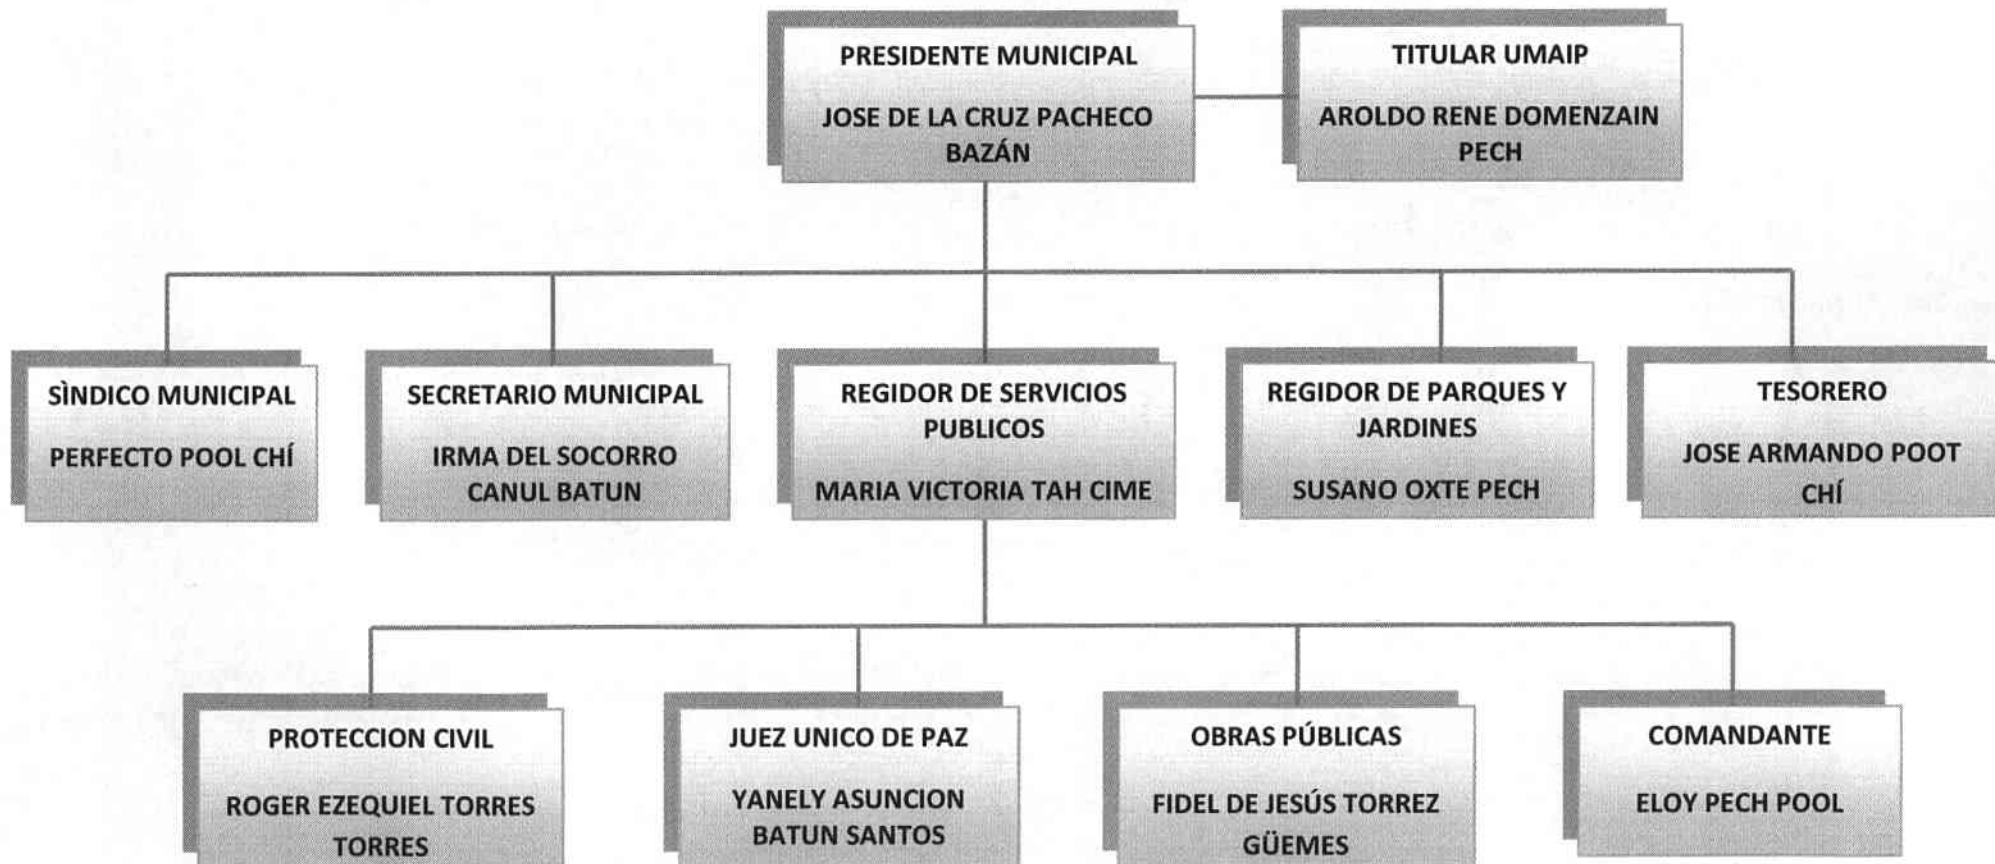 PRESIDENTE MUNICIPAL
JOSE DE LA CRUZ PACHECO
BAZÁN
TITULAR UMAIP
AROLDO RENE DOMENZAIN
PECH
SÌNDICO MUNICIPAL
PERFECTO POOL CHÍ
SECRETARIO MUNICIPAL
IRMA DEL SOCORRO
CANUL BATUN
REGIDOR DE SERVICIOS
PUBLICOS
MARIA VICTORIA TAH CIME
REGIDOR DE PARQUES Y
JARDINES
SUSANO OXTE PECH
TESORERO
JOSE ARMANDO POOT
CHÍ
PROTECCION CIVIL
ROGER EZEQUIEL TORRES
TORRES
JUEZ UNICO DE PAZ
YANELY ASUNCION
BATUN SANTOS
OBRAS PÚBLICAS
FIDEL DE JESÚS TORREZ
GÜEMES
COMANDANTE
ELOY PECH POOL